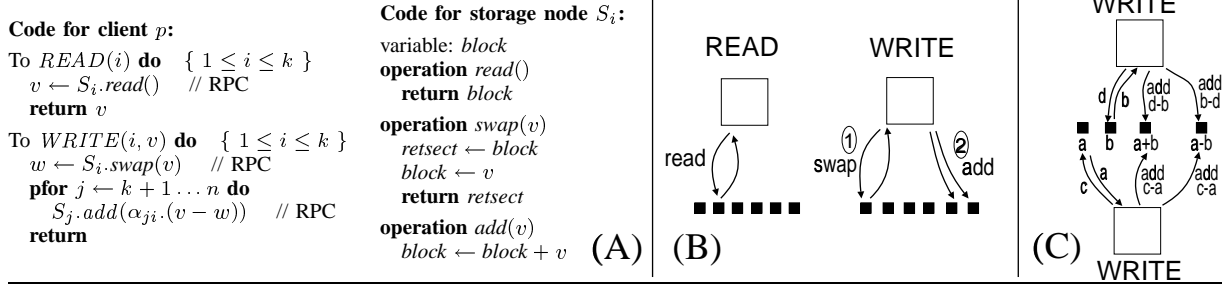 Code for client p:
To READ(i) do { 1 ≤ i ≤ k }
v ← S_i.read() // RPC
return v
To WRITE(i, v) do { 1 ≤ i ≤ k }
w ← S_i.swap(v) // RPC
pfor j ← k + 1 . . . n do
S_j.add(α_ji.(v − w)) // RPC
return
Code for storage node S_i:
variable: block
operation read()
return block
operation swap(v)
retsect ← block
block ← v
return retsect
operation add(v)
block ← block + v
(A)
READ
read
WRITE
1
swap
2
add
(B)
WRITE
d
b
add
d-b
add
b-d
a
b
a+b
a-b
c
a
add
c-a
add
c-a
WRITE
(C)